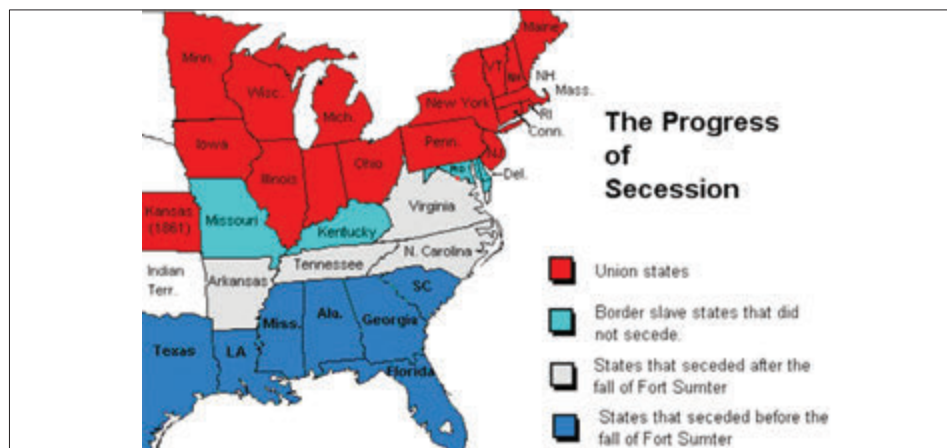 Maine
Minn.
VT
NH
NH
Mass.
Wisc.
New York
RI
Mich.
Conn.
The Progress
of
Secession
Iowa
Penn.
NJ
Ohio
Illinois
MD
Del.
Kansas
(1861)
Missouri
Virginia
Kentucky
N. Carolina
Tennessee
Indian
Terr.
Arkansas
SC
Miss.
Ala.
Georgia
Texas
LA
Florida
Union states
Border slave states that did
not secede.
States that seceded after the
fall of Fort Sumter
States that seceded before the
fall of Fort Sumter